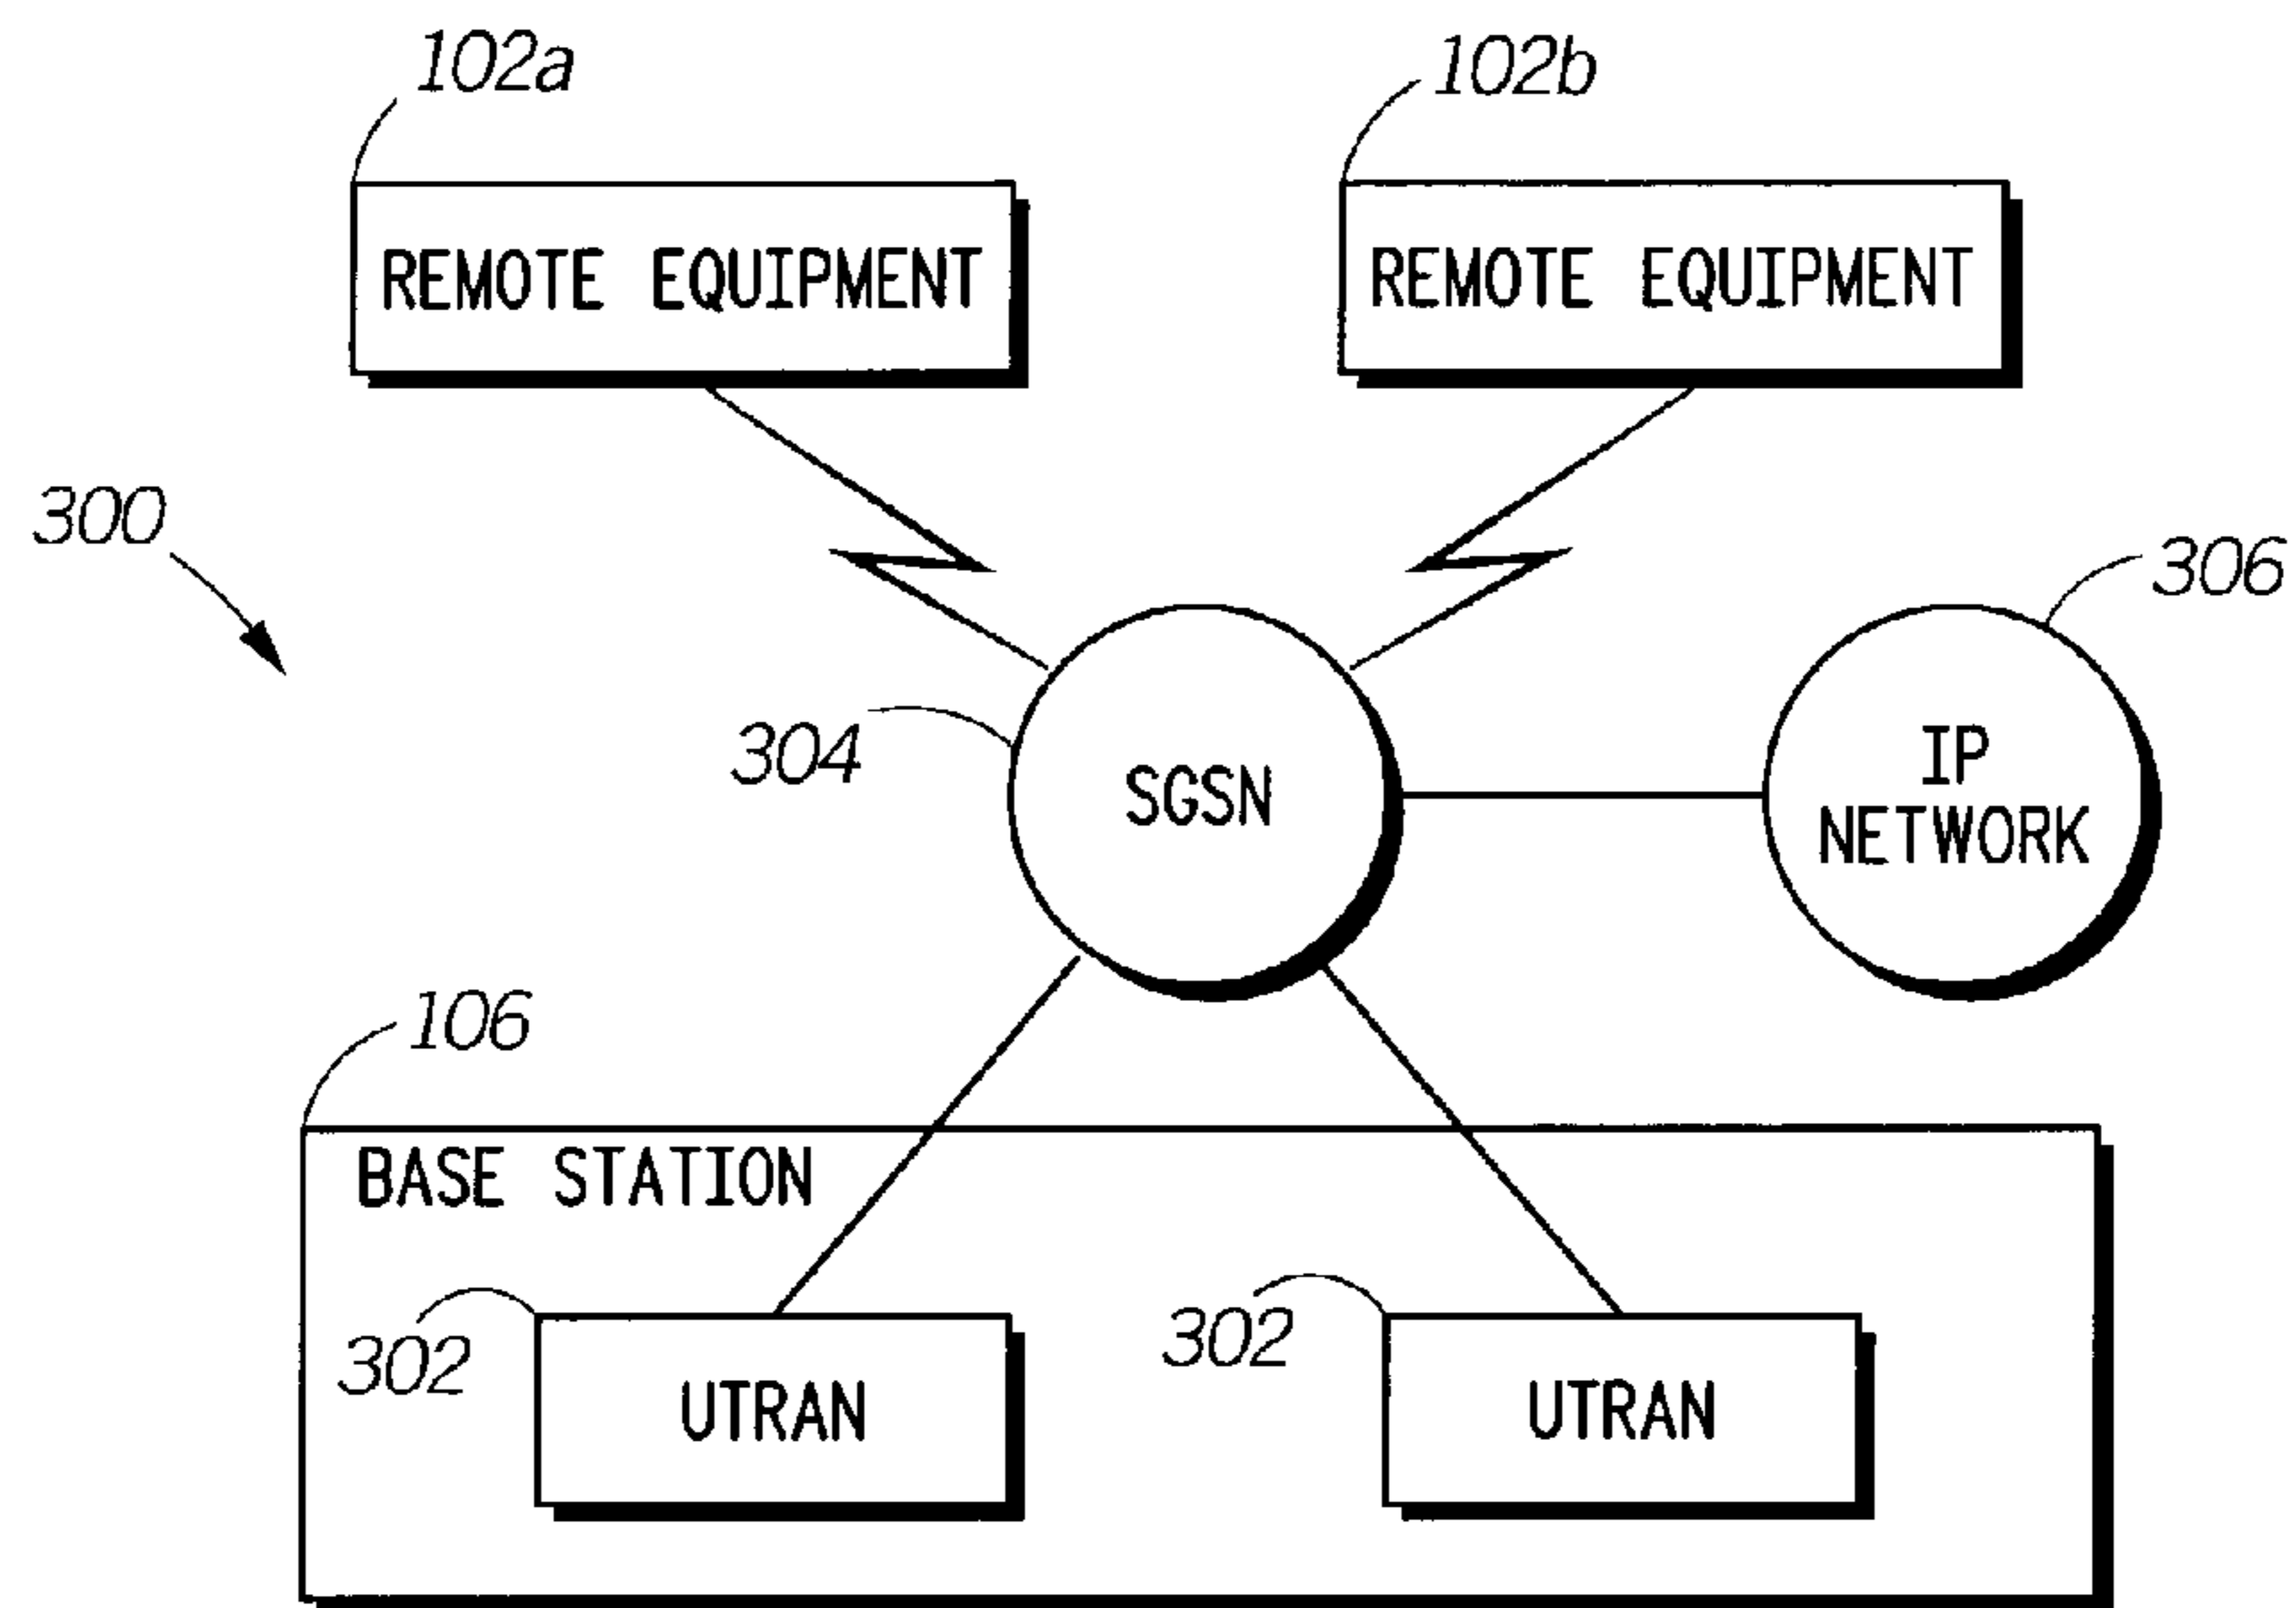 102a
102b
REMOTE EQUIPMENT
REMOTE EQUIPMENT
300
306
304
SGSN
IP
NETWORK
106
BASE STATION
302
302
UTRAN
UTRAN